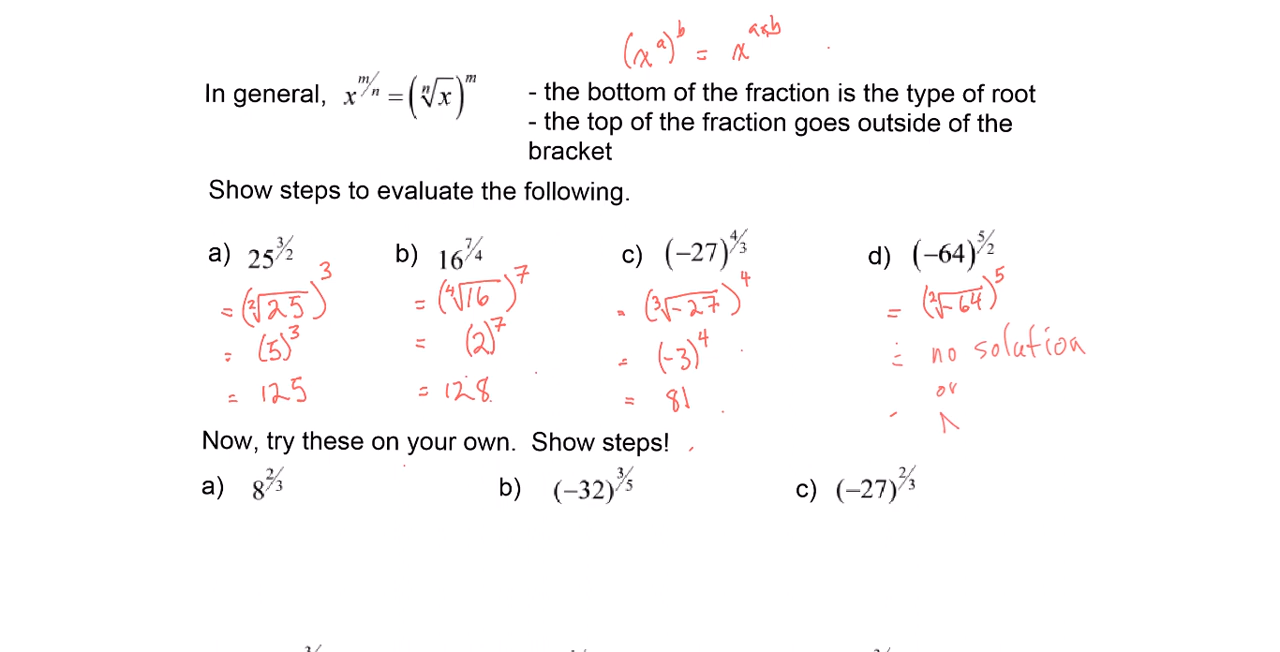 (x^a)^b = x^{a×b}
In general, x^{m/n} = (ⁿ√x)^m - the bottom of the fraction is the type of root
- the top of the fraction goes outside of the
bracket
Show steps to evaluate the following.
a) 25^{3/2} b) 16^{7/4} c) (−27)^{4/3} d) (−64)^{5/2}
= (²√25)^3 = (⁴√16)^7 = (³√-27)^4 = (²√-64)^5
= (5)^3 = (2)^7 = (-3)^4 = no solution
= 125 = 128 = 81 or
Now, try these on your own. Show steps!
a) 8^{2/3} b) (−32)^{3/5} c) (−27)^{2/3}